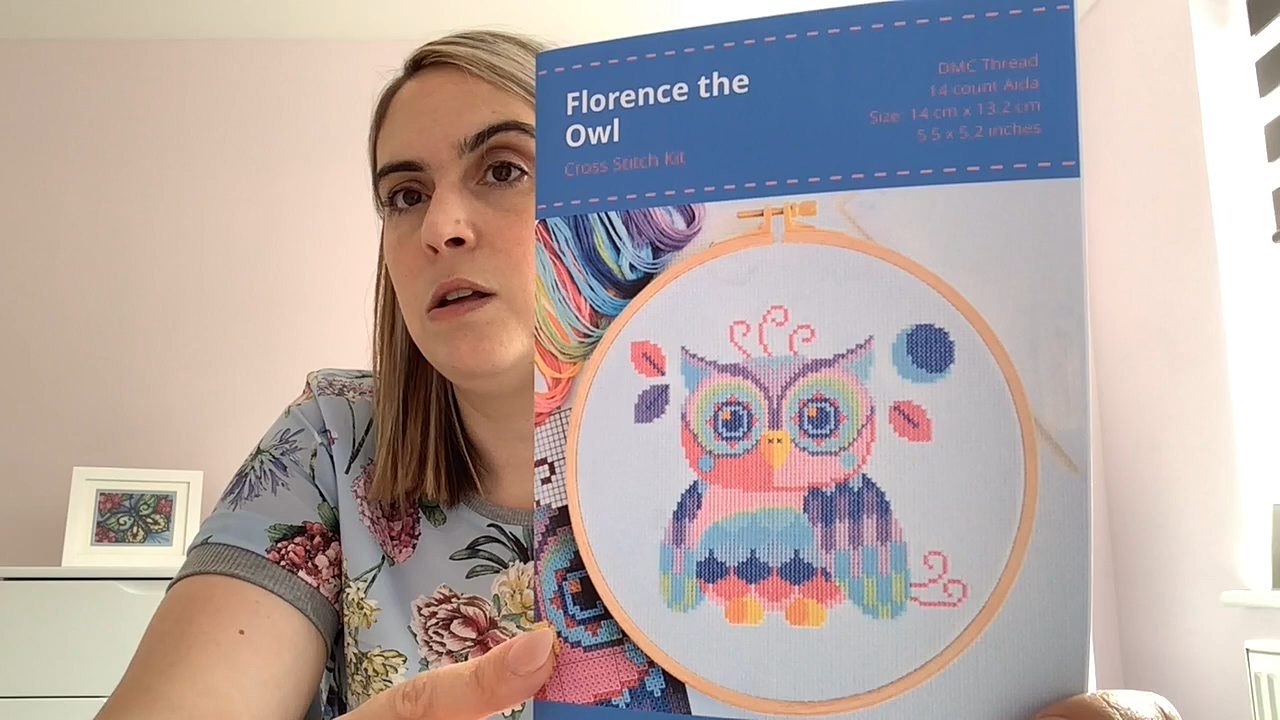 Florence the
Owl
Cross Stitch Kit
DMC Thread
14 count Aida
Size: 14 cm x 13.2 cm
5.5 x 5.2 inches